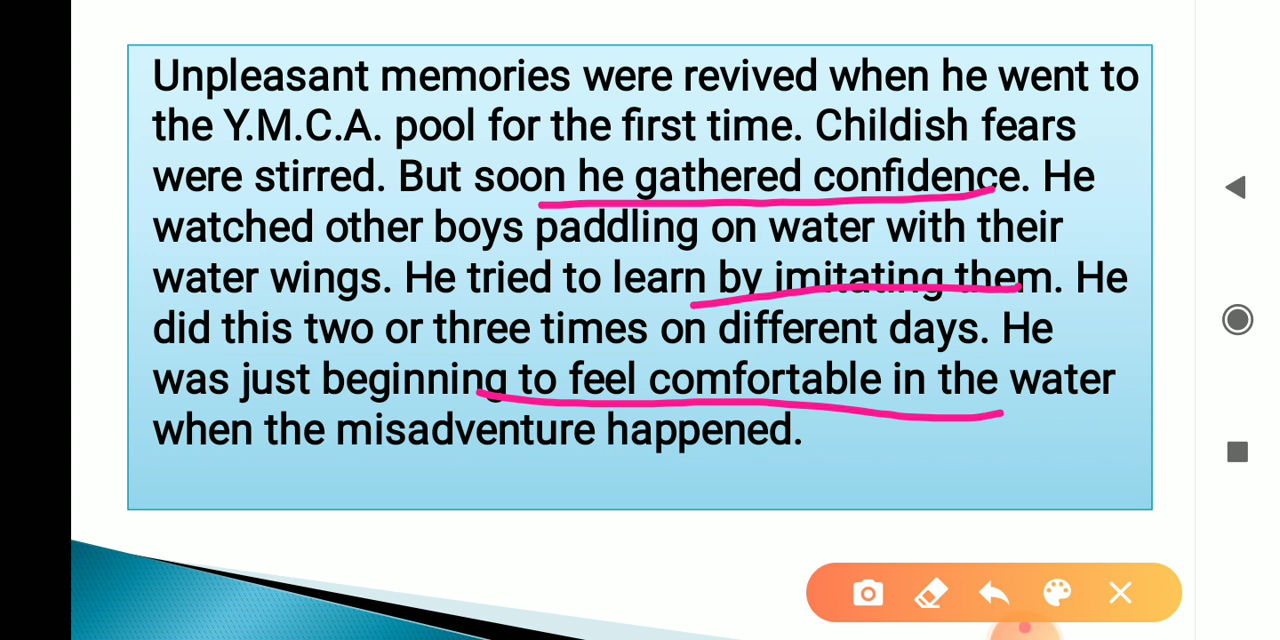 Unpleasant memories were revived when he went to
the Y.M.C.A. pool for the first time. Childish fears
were stirred. But soon he gathered confidence. He
watched other boys paddling on water with their
water wings. He tried to learn by imitating them. He
did this two or three times on different days. He
was just beginning to feel comfortable in the water
when the misadventure happened.